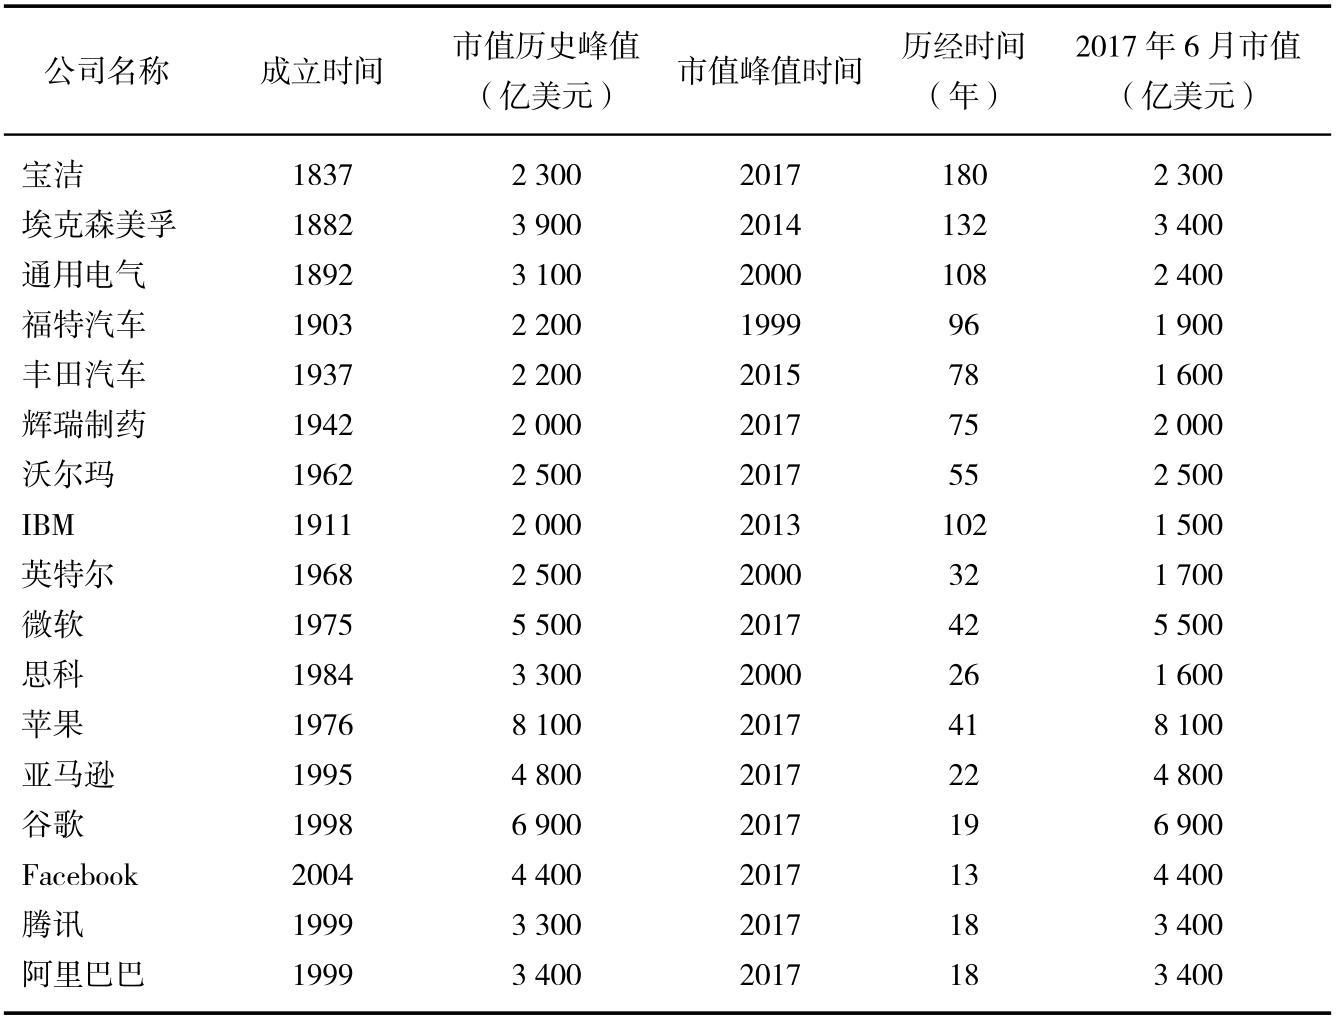 公司名称 成立时间 市值历史峰值（亿美元） 市值峰值时间 历经时间（年） 2017 年 6 月市值（亿美元）
宝洁 1837 2 300 2017 180 2 300
埃克森美孚 1882 3 900 2014 132 3 400
通用电气 1892 3 100 2000 108 2 400
福特汽车 1903 2 200 1999 96 1 900
丰田汽车 1937 2 200 2015 78 1 600
辉瑞制药 1942 2 000 2017 75 2 000
沃尔玛 1962 2 500 2017 55 2 500
IBM 1911 2 000 2013 102 1 500
英特尔 1968 2 500 2000 32 1 700
微软 1975 5 500 2017 42 5 500
思科 1984 3 300 2000 26 1 600
苹果 1976 8 100 2017 41 8 100
亚马逊 1995 4 800 2017 22 4 800
谷歌 1998 6 900 2017 19 6 900
Facebook 2004 4 400 2017 13 4 400
腾讯 1999 3 300 2017 18 3 400
阿里巴巴 1999 3 400 2017 18 3 400